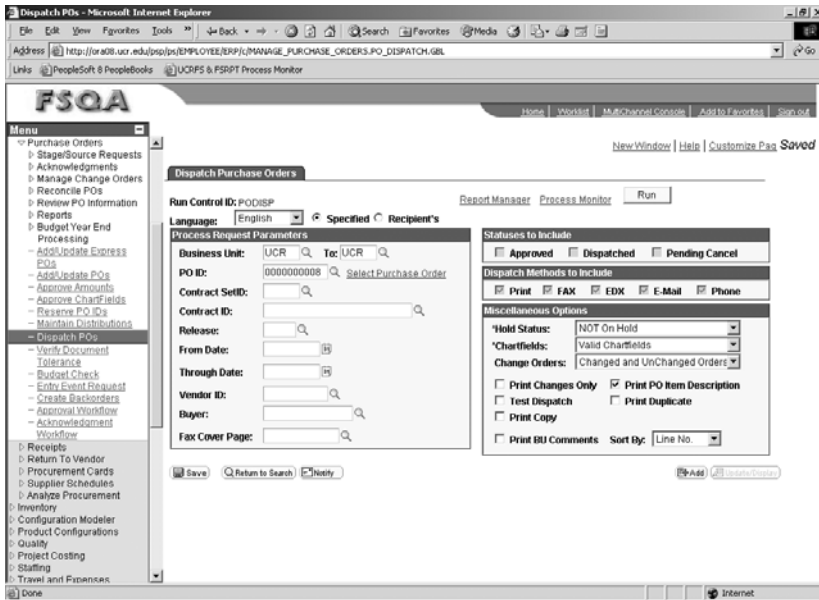 Dispatch POs - Microsoft Internet Explorer
File Edit View Favorites Tools » Back Search Favorites Media
Address http://ora08.ucr.edu/psp/ps/EMPLOYEE/ERP/c/MANAGE_PURCHASE_ORDERS.PO_DISPATCH.GBL Go
Links PeopleSoft 8 PeopleBooks UCRFS & FSRPT Process Monitor
FSQA
Home | Worklist | MultiChannel Console | Add to Favorites | Sign out
Menu
Purchase Orders
Stage/Source Requests
Acknowledgments
Manage Change Orders
Reconcile POs
Review PO Information
Reports
Budget Year End
Processing
– Add/Update Express
POs
– Add/Update POs
– Approve Amounts
– Approve ChartFields
– Reserve PO IDs
– Maintain Distributions
– Dispatch POs
– Verify Document
Tolerance
– Budget Check
– Entry Event Request
– Create Backorders
– Approval Workflow
– Acknowledgment
Workflow
Receipts
Return To Vendor
Procurement Cards
Supplier Schedules
Analyze Procurement
Inventory
Configuration Modeler
Product Configurations
Quality
Project Costing
Staffing
Travel and Expenses
New Window | Help | Customize Pag Saved
Dispatch Purchase Orders
Run Control ID: PODISP Report Manager Process Monitor Run
Language: English Specified Recipient's
Process Request Parameters
Business Unit: UCR To: UCR
PO ID: 0000000008 Select Purchase Order
Contract SetID:
Contract ID:
Release:
From Date:
Through Date:
Vendor ID:
Buyer:
Fax Cover Page:
Statuses to Include
Approved Dispatched Pending Cancel
Dispatch Methods to Include
Print FAX EDX E-Mail Phone
Miscellaneous Options
*Hold Status: NOT On Hold
*Chartfields: Valid Chartfields
Change Orders: Changed and UnChanged Orders
Print Changes Only Print PO Item Description
Test Dispatch Print Duplicate
Print Copy
Print BU Comments Sort By: Line No.
Save Return to Search Notify Add Update/Display
Done Internet